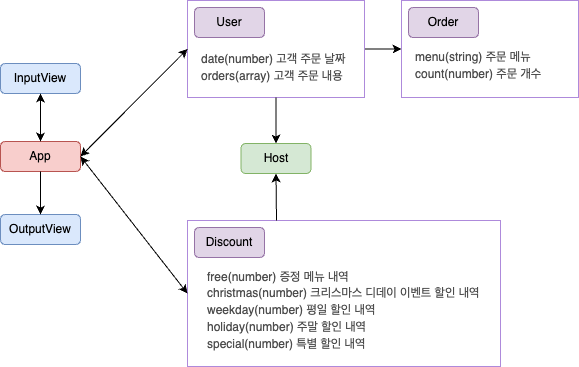 User
date(number) 고객 주문 날짜
orders(array) 고객 주문 내용
Order
menu(string) 주문 메뉴
count(number) 주문 개수
InputView
App
OutputView
Host
Discount
free(number) 증정 메뉴 내역
christmas(number) 크리스마스 디데이 이벤트 할인 내역
weekday(number) 평일 할인 내역
holiday(number) 주말 할인 내역
special(number) 특별 할인 내역